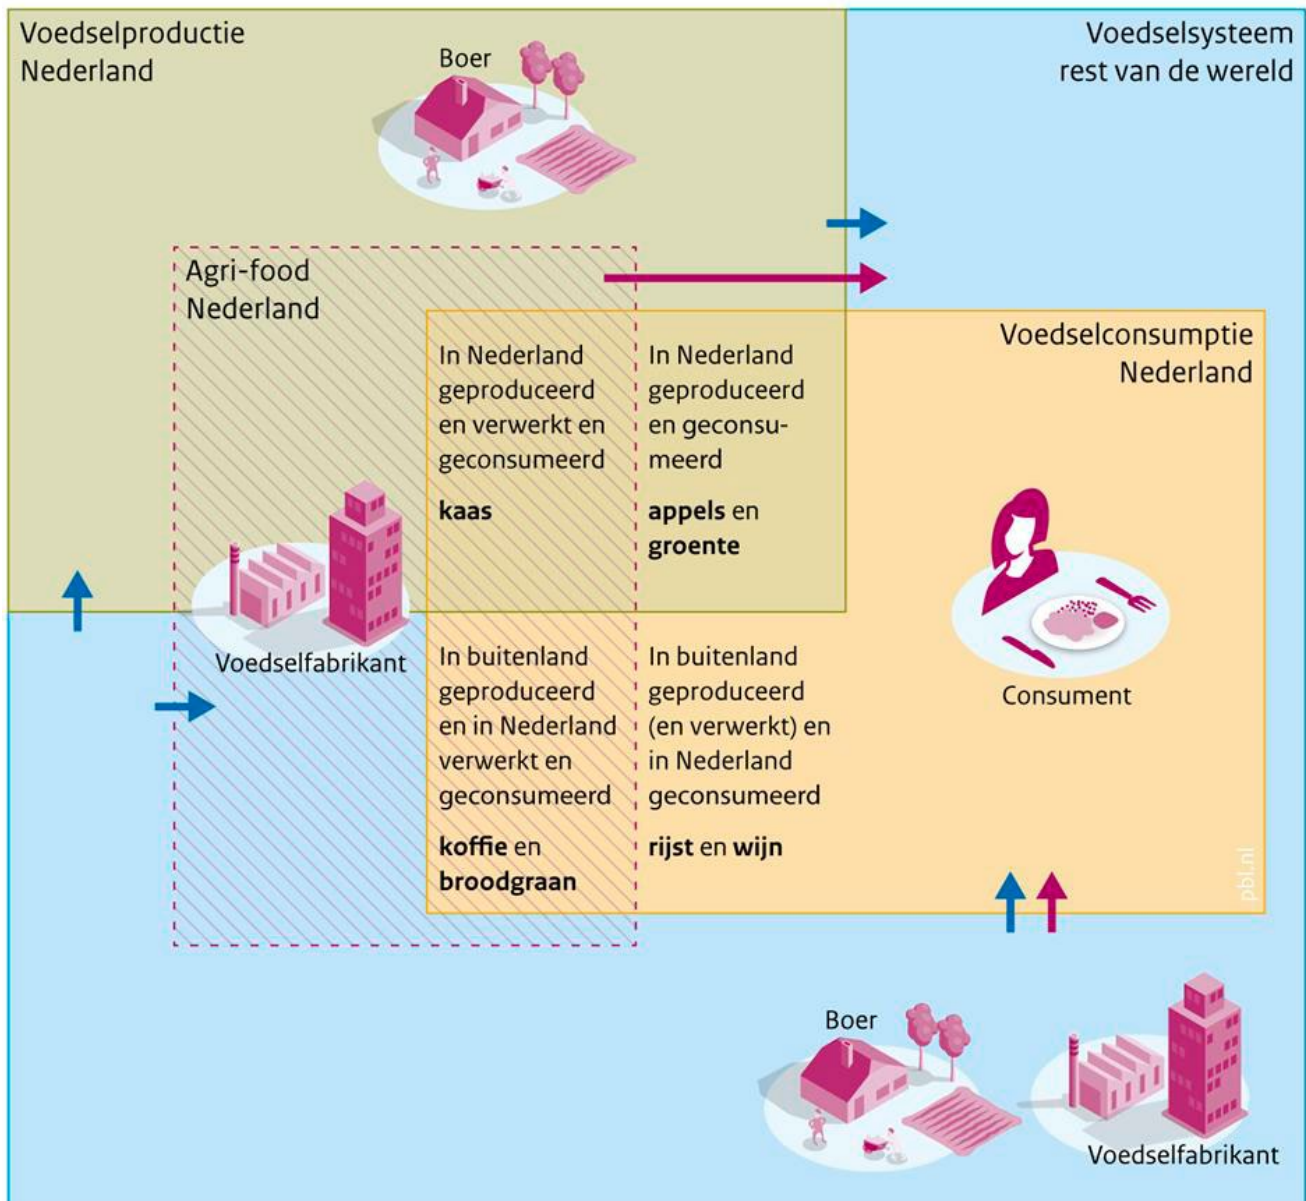 Voedselproductie
Nederland
Boer
Voedselsysteem
rest van de wereld
Agri-food
Nederland
Voedselconsumptie
Nederland
In Nederland
geproduceerd
en verwerkt en
geconsumeerd
kaas
In Nederland
geproduceerd
en geconsu-
meerd
appels en
groente
Voedselfabrikant
Consument
In buitenland
geproduceerd
en in Nederland
verwerkt en
geconsumeerd
koffie en
broodgraan
In buitenland
geproduceerd
(en verwerkt) en
in Nederland
geconsumeerd
rijst en wijn
pbl.nl
Boer
Voedselfabrikant